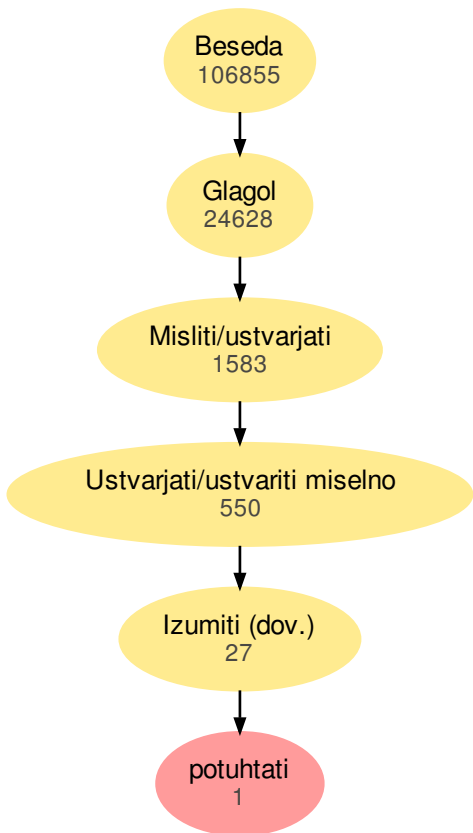 Beseda
106855
Glagol
24628
Misliti/ustvarjati
1583
Ustvarjati/ustvariti miselno
550
Izumiti (dov.)
27
potuhtati
1